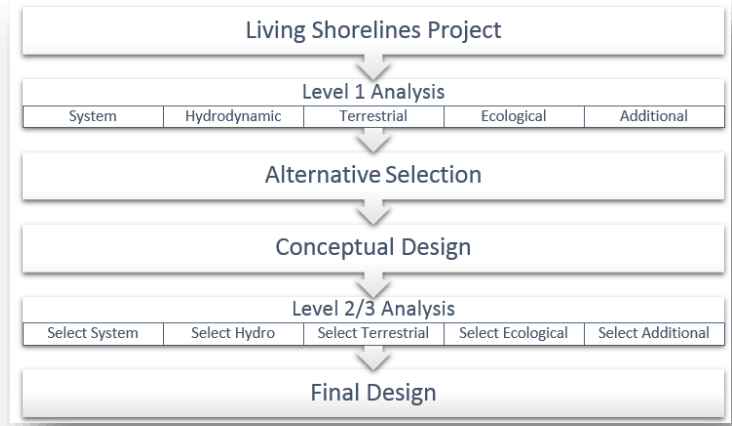 Living Shorelines Project
Level 1 Analysis
System Hydrodynamic Terrestrial Ecological Additional
Alternative Selection
Conceptual Design
Level 2/3 Analysis
Select System Select Hydro Select Terrestrial Select Ecological Select Additional
Final Design